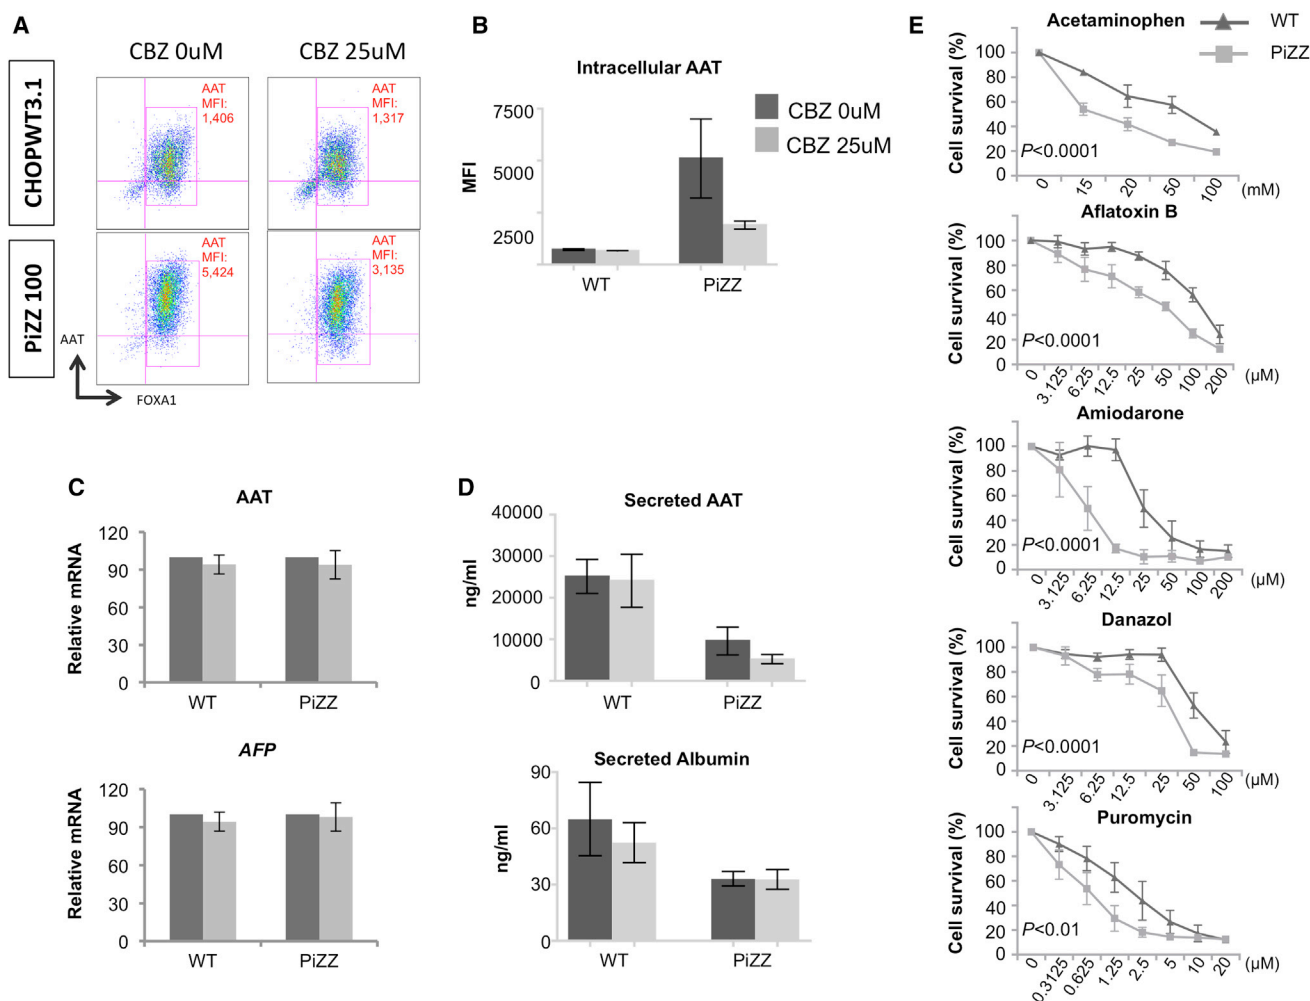 A
CBZ 0uM
CBZ 25uM
CHOPWT3.1
AAT
MFI:
1,406
AAT
MFI:
1,317
PiZZ 100
AAT
MFI:
5,424
AAT
MFI:
3,135
AAT
FOXA1
B
Intracellular AAT
MFI
7500
5000
2500
CBZ 0uM
CBZ 25uM
WT
PiZZ
C
AAT
Relative mRNA
120
90
60
30
0
WT
PiZZ
AFP
Relative mRNA
120
90
60
30
0
WT
PiZZ
D
Secreted AAT
ng/ml
40000
30000
20000
10000
0
WT
PiZZ
Secreted Albumin
ng/ml
90
60
30
0
WT
PiZZ
E
WT
PiZZ
Acetaminophen
Cell survival (%)
100
80
60
40
20
0
P<0.0001
0 15 20 50 100 (mM)
Aflatoxin B
Cell survival (%)
100
80
60
40
20
0
P<0.0001
0 3.125 6.25 12.5 25 50 100 200 (µM)
Amiodarone
Cell survival (%)
100
80
60
40
20
0
P<0.0001
0 3.125 6.25 12.5 25 50 100 200 (µM)
Danazol
Cell survival (%)
100
80
60
40
20
0
P<0.0001
0 3.125 6.25 12.5 25 50 100 (µM)
Puromycin
Cell survival (%)
100
80
60
40
20
0
P<0.01
0 0.3125 0.625 1.25 2.5 5 10 20 (µM)